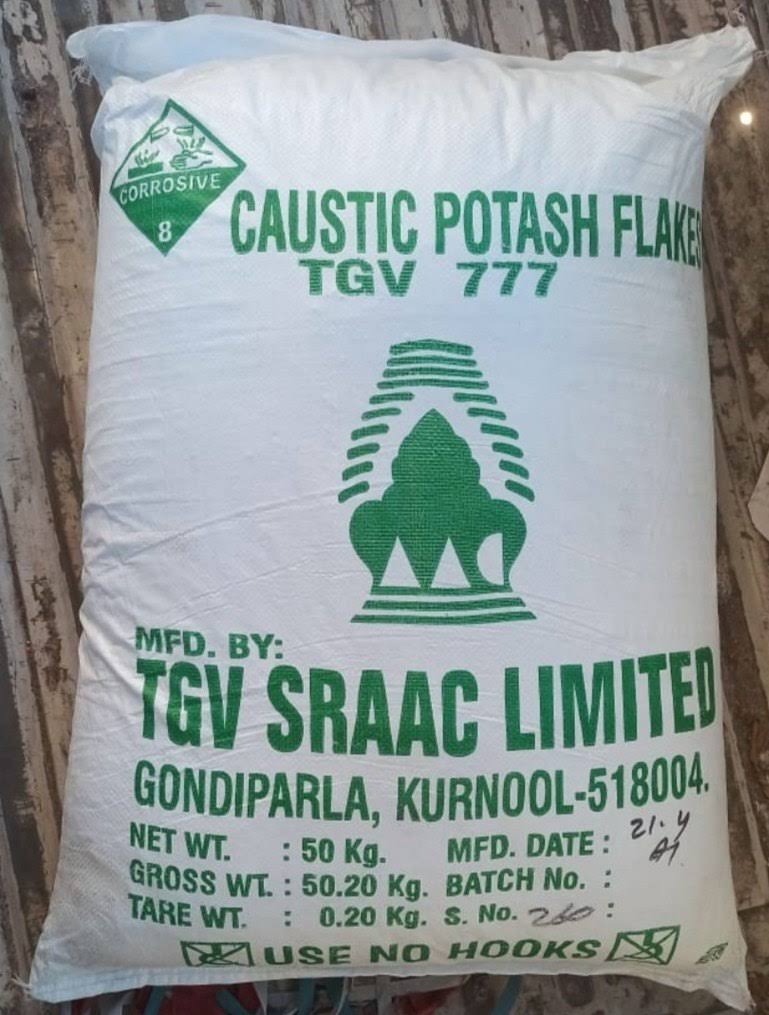 CORROSIVE
8
CAUSTIC POTASH FLAKES
TGV 777
MFD. BY:
TGV SRAAC LIMITED
GONDIPARLA, KURNOOL-518004.
NET WT. : 50 Kg. MFD. DATE : 21.4
GROSS WT. : 50.20 Kg. BATCH No. :
TARE WT. : 0.20 Kg. S. No. 260 :
USE NO HOOKS